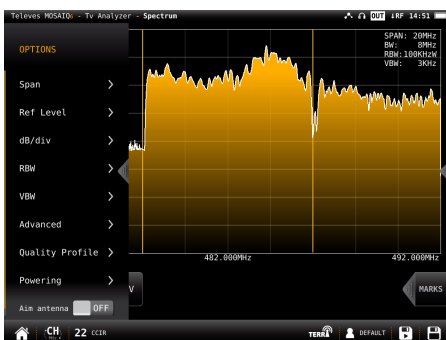 Televes MOSAIQ6 - Tv Analyzer - Spectrum
OUT ↓RF 14:51
OPTIONS
Span
Ref Level
dB/div
RBW
VBW
Advanced
Quality Profile
Powering
Aim antenna OFF
SPAN: 20MHz
BW: 8MHz
RBW:100KHzW
VBW: 3KHz
482.000MHz
492.000MHz
V
MARKS
CH
22 CCIR
TERRA
DEFAULT